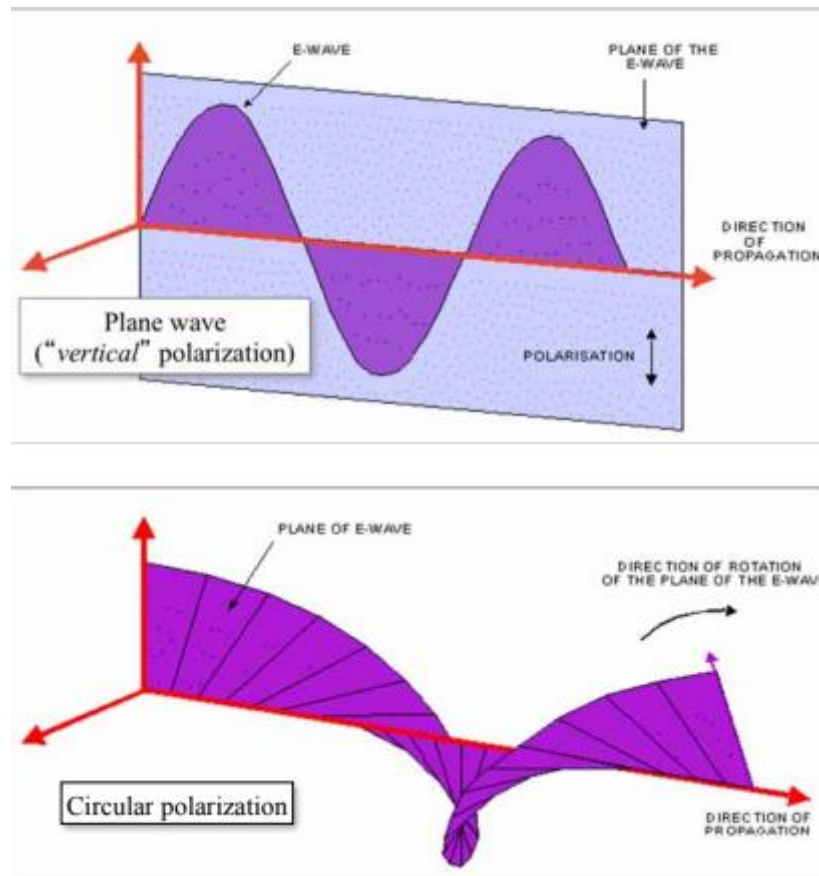 E-WAVE
PLANE OF THE
E-WAVE
DIRECTION
OF
PROPAGATION
Plane wave
(“vertical” polarization)
POLARISATION
PLANE OF E-WAVE
DIRECTION OF ROTATION
OF THE PLANE OF THE E-WAV
Circular polarization
DIRECTION OF
PROPAGATION